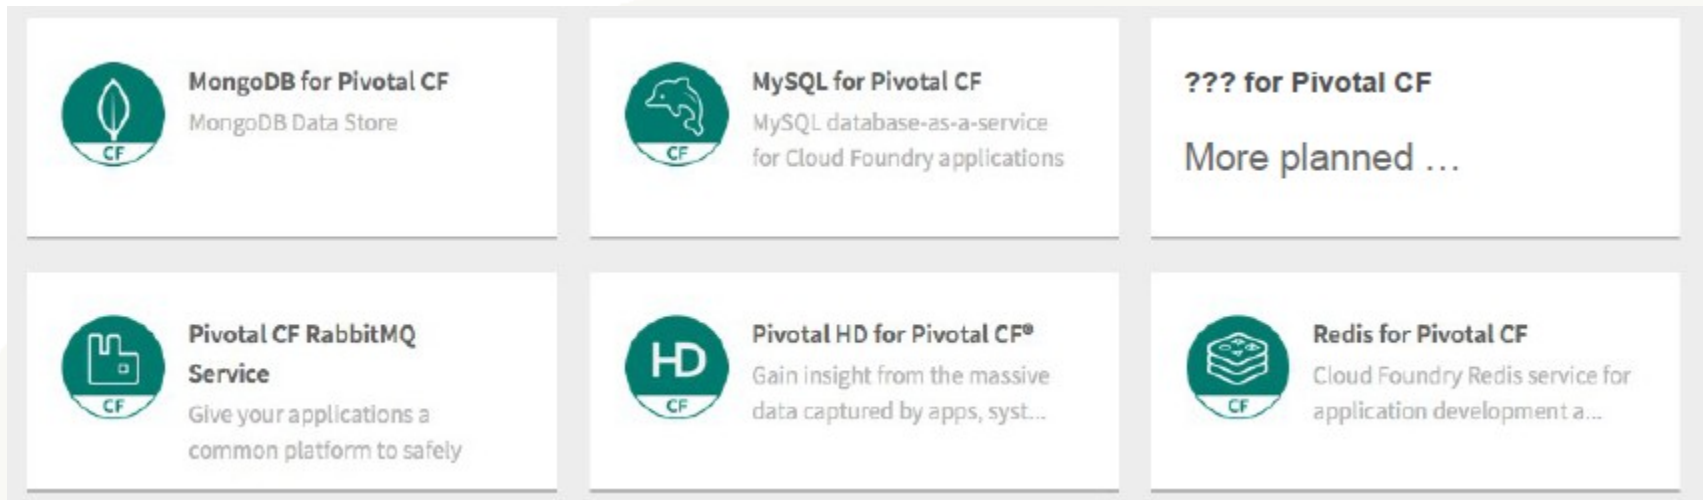 MongoDB for Pivotal CF
MongoDB Data Store
CF
MySQL for Pivotal CF
MySQL database-as-a-service
for Cloud Foundry applications
CF
??? for Pivotal CF
More planned …
Pivotal CF RabbitMQ
Service
Give your applications a
common platform to safely
CF
HD
CF
Pivotal HD for Pivotal CF®
Gain insight from the massive
data captured by apps, syst...
Redis for Pivotal CF
Cloud Foundry Redis service for
application development a...
CF